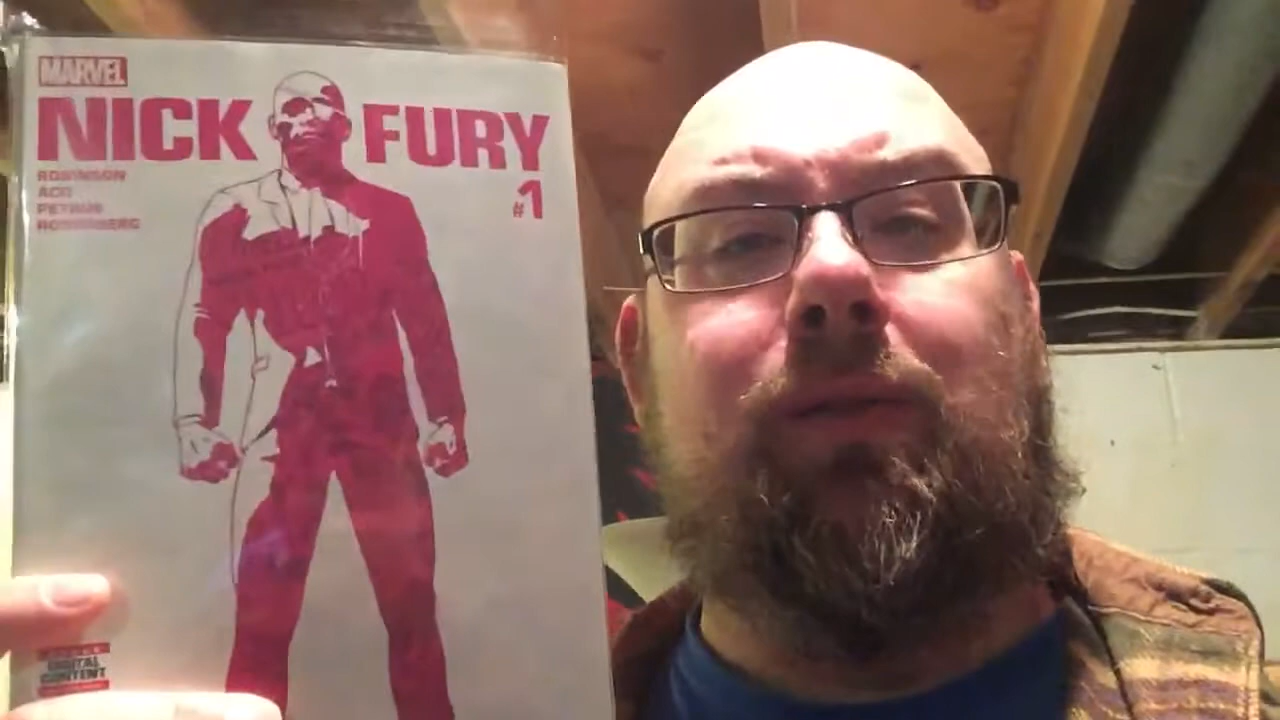 MARVEL
NICK FURY
#1
ROBINSON
ACO
PETRUS
ROSENBERG
DIGITAL
CONTENT